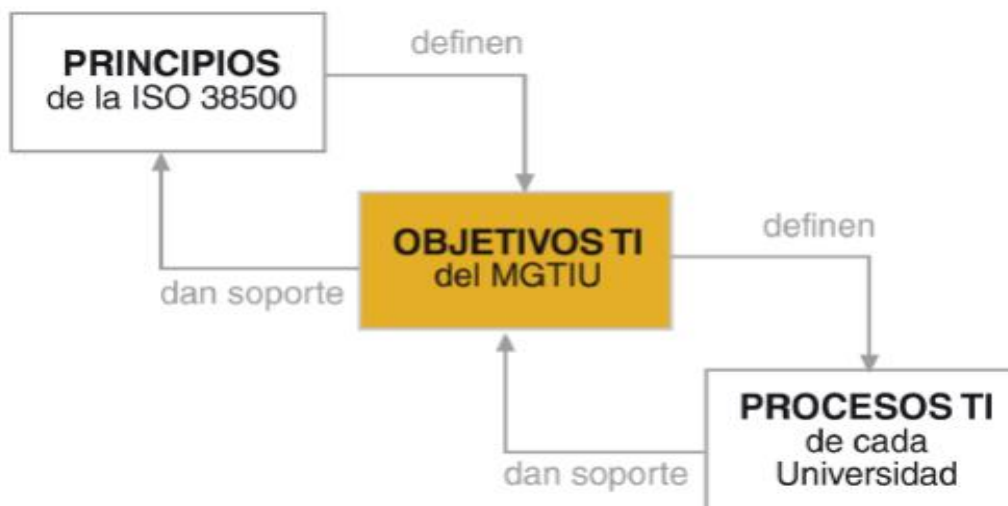 PRINCIPIOS
de la ISO 38500
definen
OBJETIVOS TI
del MGTIU
dan soporte
definen
PROCESOS TI
de cada
Universidad
dan soporte